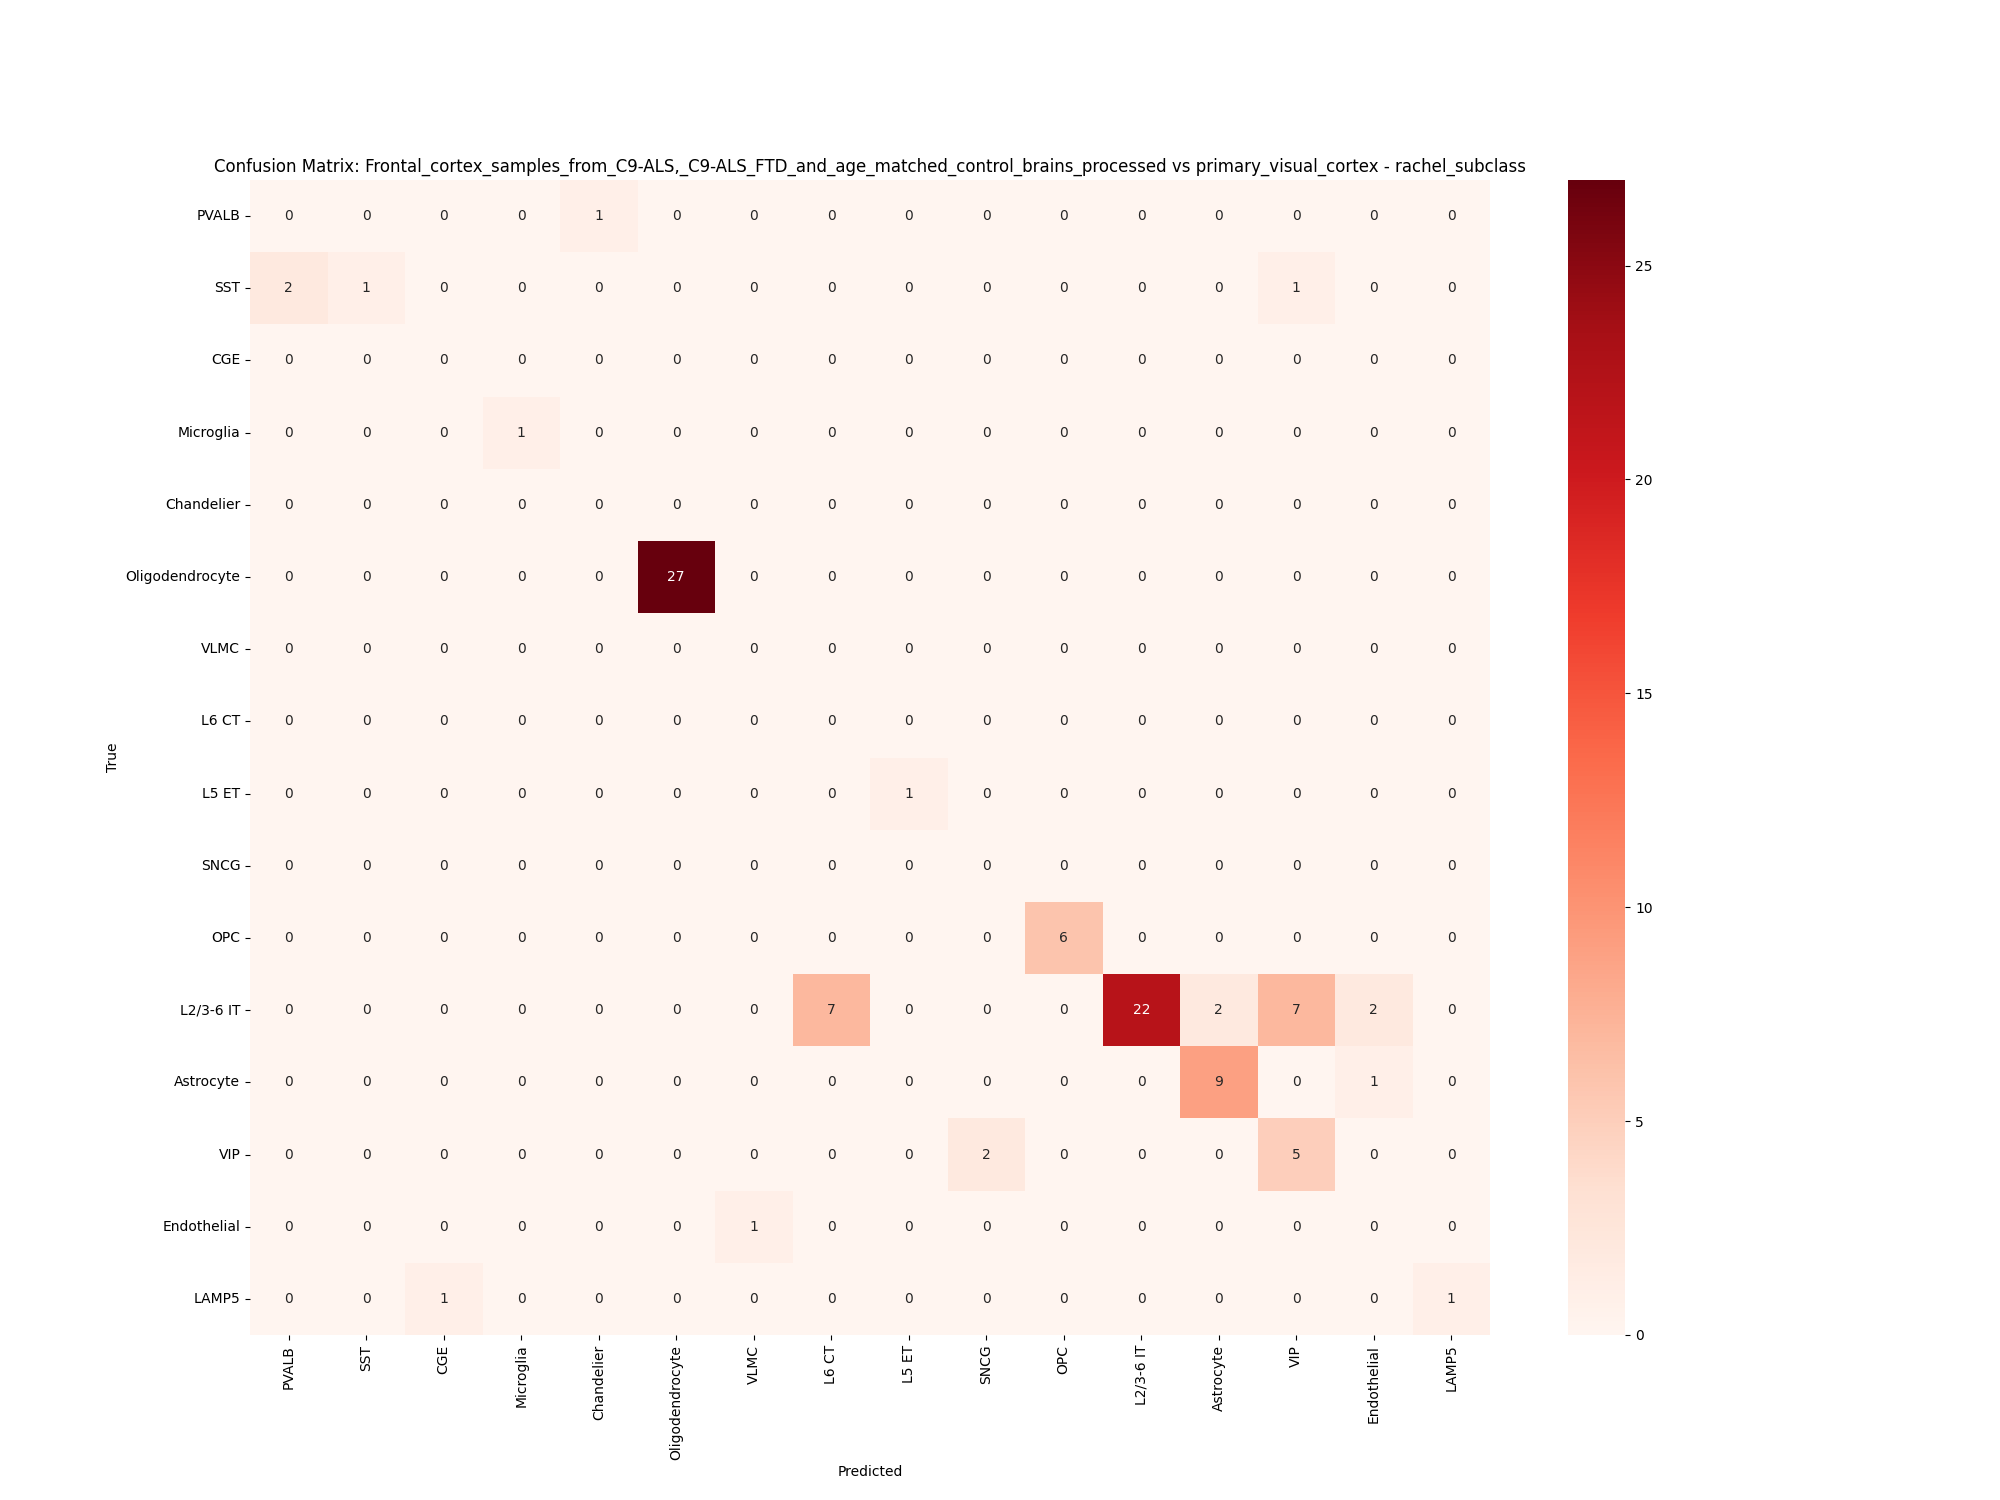 Confusion Matrix: Frontal_cortex_samples_from_C9-ALS,_C9-ALS_FTD_and_age_matched_control_brains_processed vs primary_visual_cortex - rachel_subclass
PVALB 0 0 0 0 1 0 0 0 0 0 0 0 0 0 0 0
SST 2 1 0 0 0 0 0 0 0 0 0 0 0 1 0 0
CGE 0 0 0 0 0 0 0 0 0 0 0 0 0 0 0 0
Microglia 0 0 0 1 0 0 0 0 0 0 0 0 0 0 0 0
Chandelier 0 0 0 0 0 0 0 0 0 0 0 0 0 0 0 0
Oligodendrocyte 0 0 0 0 0 27 0 0 0 0 0 0 0 0 0 0
VLMC 0 0 0 0 0 0 0 0 0 0 0 0 0 0 0 0
L6 CT 0 0 0 0 0 0 0 0 0 0 0 0 0 0 0 0
L5 ET 0 0 0 0 0 0 0 0 1 0 0 0 0 0 0 0
SNCG 0 0 0 0 0 0 0 0 0 0 0 0 0 0 0 0
OPC 0 0 0 0 0 0 0 0 0 0 6 0 0 0 0 0
L2/3-6 IT 0 0 0 0 0 0 0 7 0 0 0 22 2 7 2 0
Astrocyte 0 0 0 0 0 0 0 0 0 0 0 0 9 0 1 0
VIP 0 0 0 0 0 0 0 0 0 2 0 0 0 5 0 0
Endothelial 0 0 0 0 0 0 1 0 0 0 0 0 0 0 0 0
LAMP5 0 0 1 0 0 0 0 0 0 0 0 0 0 0 0 1
True
PVALB
SST
CGE
Microglia
Chandelier
Oligodendrocyte
VLMC
L6 CT
L5 ET
SNCG
OPC
L2/3-6 IT
Astrocyte
VIP
Endothelial
LAMP5
Predicted
25
20
15
10
5
0